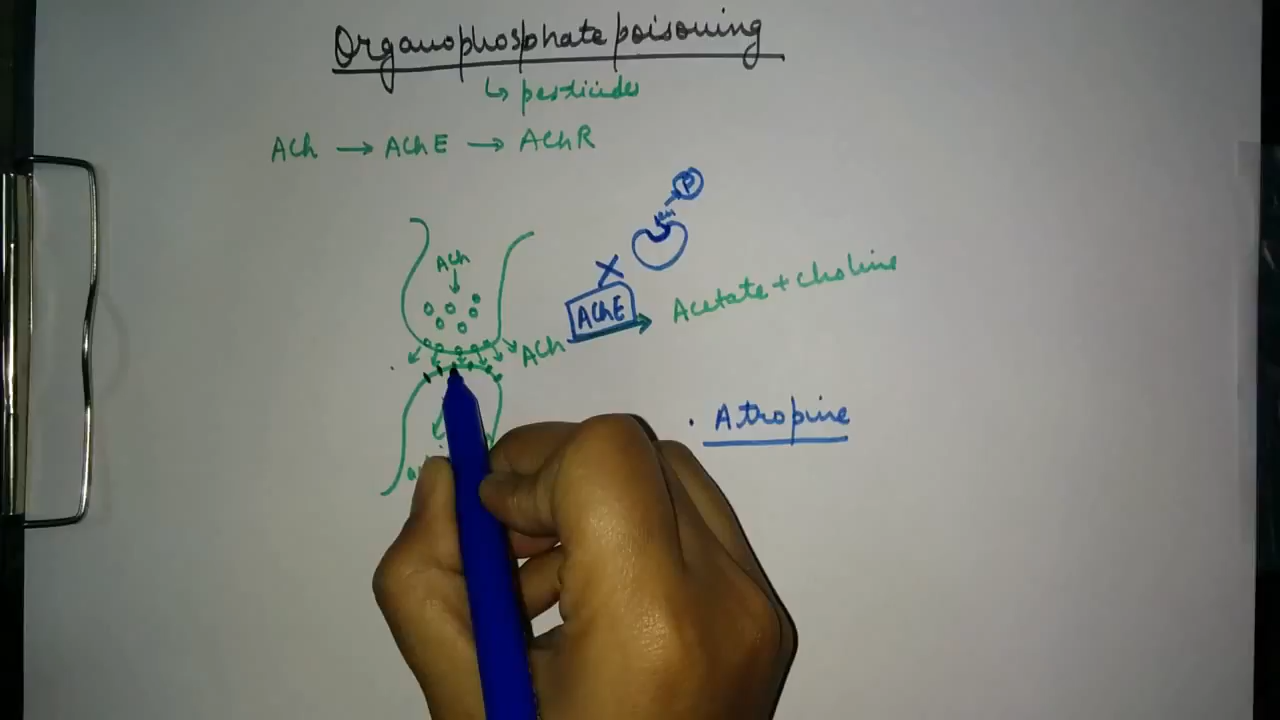 Organophosphate poisoning
↳ pesticides
Ach → AChE → AChR
P
Ach
AChE
Acetate + choline
Ach
. Atropine